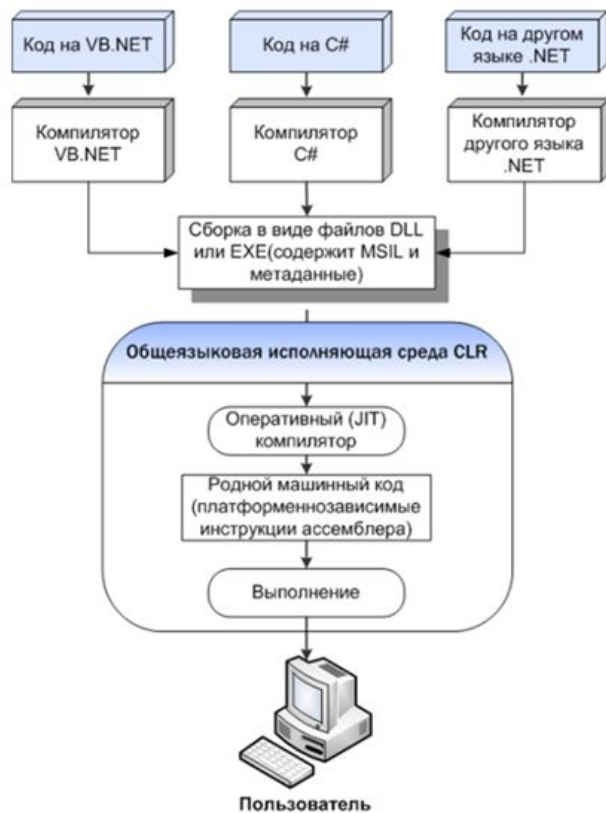 Код на VB.NET
Код на C#
Код на другом
языке .NET
Компилятор
VB.NET
Компилятор
C#
Компилятор
другого языка
.NET
Сборка в виде файлов DLL
или EXE(содержит MSIL и
метаданные)
Общеязыковая исполняющая среда CLR
Оперативный (JIT)
компилятор
Родной машинный код
(платформеннозависимые
инструкции ассемблера)
Выполнение
Пользователь